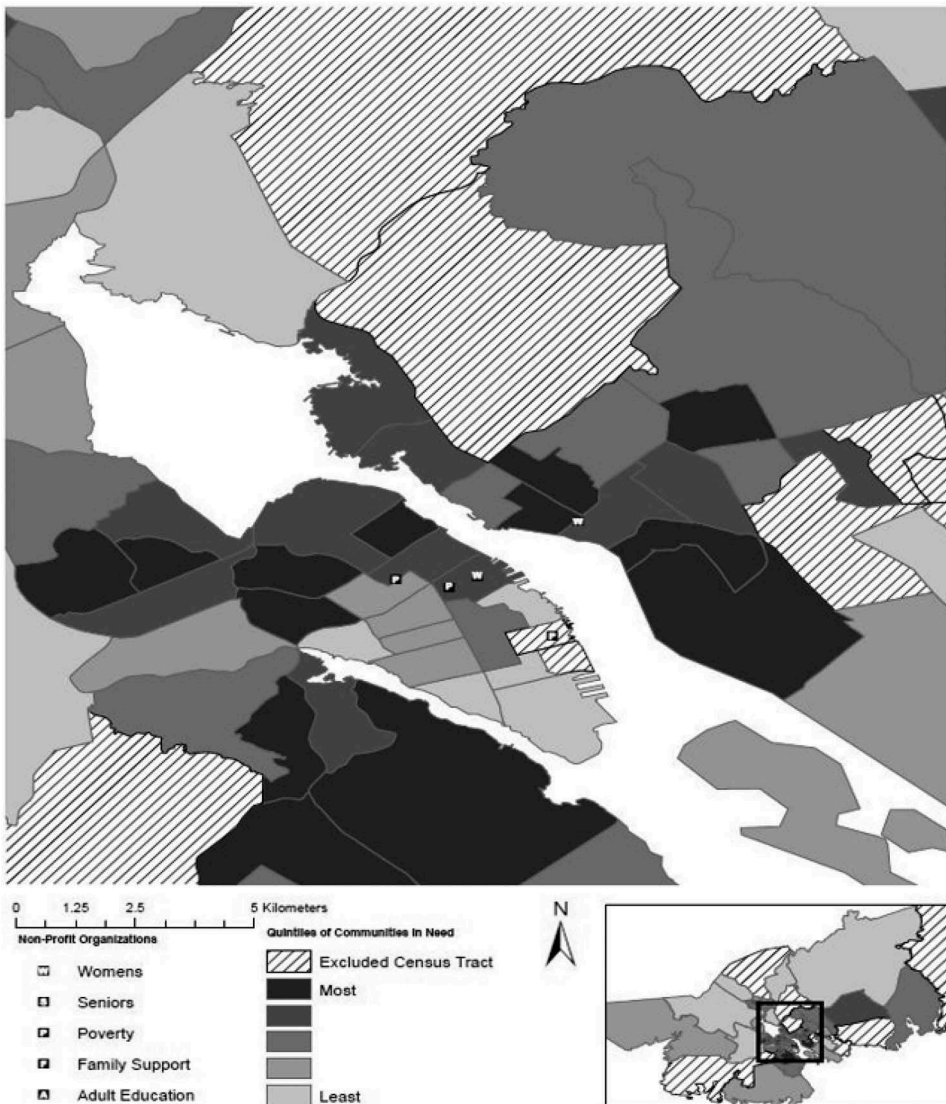 W
P
F
W
P
0 1.25 2.5 5 Kilometers
N
Non-Profit Organizations
Quintiles of Communities In Need
Excluded Census Tract
W Womens
Most
Seniors
P Poverty
F Family Support
A Adult Education
Least